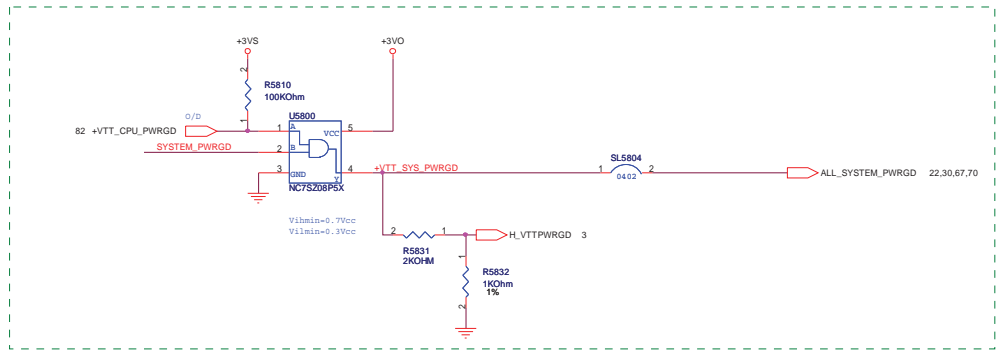 +3VS
+3VO
2
R5810
100KOhm
1
O/D
U5800
82 +VTT_CPU_PWRGD
1
A
VCC
5
SYSTEM_PWRGD
2
B
3
GND
Y
4
+VTT_SYS_PWRGD
NC7SZ08P5X
SL5804
1
2
0402
ALL_SYSTEM_PWRGD 22,30,67,70
Vihmin=0.7Vcc
Vilmin=0.3Vcc
2
1
R5831
2KOHM
H_VTTPWRGD 3
1
R5832
1KOhm
1%
2